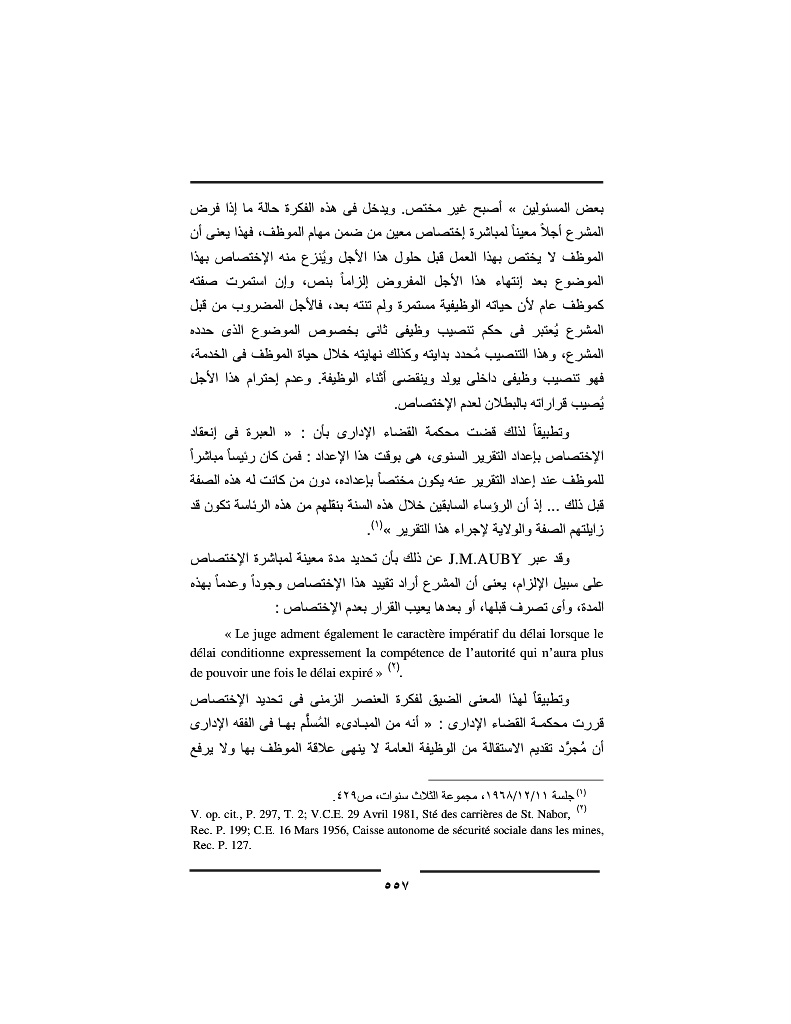 بعض المسئولين » أصبح غير مختص. ويدخل فى هذه الفكرة حالة ما إذا فرض
المشرع أجلاً معيناً لمباشرة إختصاص معين من ضمن مهام الموظف، فهذا يعنى أن
الموظف لا يختص بهذا العمل قبل حلول هذا الأجل ويُنزع منه الإختصاص بهذا
الموضوع بعد إنتهاء هذا الأجل المفروض إلزاماً بنص، وإن استمرت صفته
كموظف عام لأن حياته الوظيفية مستمرة ولم تنته بعد، فالأجل المضروب من قبل
المشرع يُعتبر فى حكم تنصيب وظيفى ثانى بخصوص الموضوع الذى حدده
المشرع، وهذا التنصيب مُحدد بدايته وكذلك نهايته خلال حياة الموظف فى الخدمة،
فهو تنصيب وظيفى داخلى يولد وينقضى أثناء الوظيفة. وعدم إحترام هذا الأجل
يُصيب قراراته بالبطلان لعدم الإختصاص.
وتطبيقاً لذلك قضت محكمة القضاء الإدارى بأن : « العبرة فى إنعقاد
الإختصاص بإعداد التقرير السنوى، هى بوقت هذا الإعداد : فمن كان رئيساً مباشراً
للموظف عند إعداد التقرير عنه يكون مختصاً بإعداده، دون من كانت له هذه الصفة
قبل ذلك ... إذ أن الرؤساء السابقين خلال هذه السنة بنقلهم من هذه الرئاسة تكون قد
زايلتهم الصفة والولاية لإجراء هذا التقرير »(١).
وقد عبر J.M.AUBY عن ذلك بأن تحديد مدة معينة لمباشرة الإختصاص
على سبيل الإلزام، يعنى أن المشرع أراد تقييد هذا الإختصاص وجوداً وعدماً بهذه
المدة، وأى تصرف قبلها، أو بعدها يعيب القرار بعدم الإختصاص :
« Le juge adment également le caractère impératif du délai lorsque le
délai conditionne expressement la compétence de l’autorité qui n’aura plus
de pouvoir une fois le délai expiré » (٢).
وتطبيقاً لهذا المعنى الضيق لفكرة العنصر الزمنى فى تحديد الإختصاص
قررت محكمة القضاء الإدارى : « أنه من المبادىء المُسلَّم بها فى الفقه الإدارى
أن مُجرَّد تقديم الاستقالة من الوظيفة العامة لا ينهى علاقة الموظف بها ولا يرفع
(١) جلسة ١٩٦٨/١٢/١١، مجموعة الثلاث سنوات، ص٤٢٩.
V. op. cit., P. 297, T. 2; V.C.E. 29 Avril 1981, Sté des carrières de St. Nabor, (٢)
Rec. P. 199; C.E. 16 Mars 1956, Caisse autonome de sécurité sociale dans les mines,
Rec. P. 127.
٥٥٧